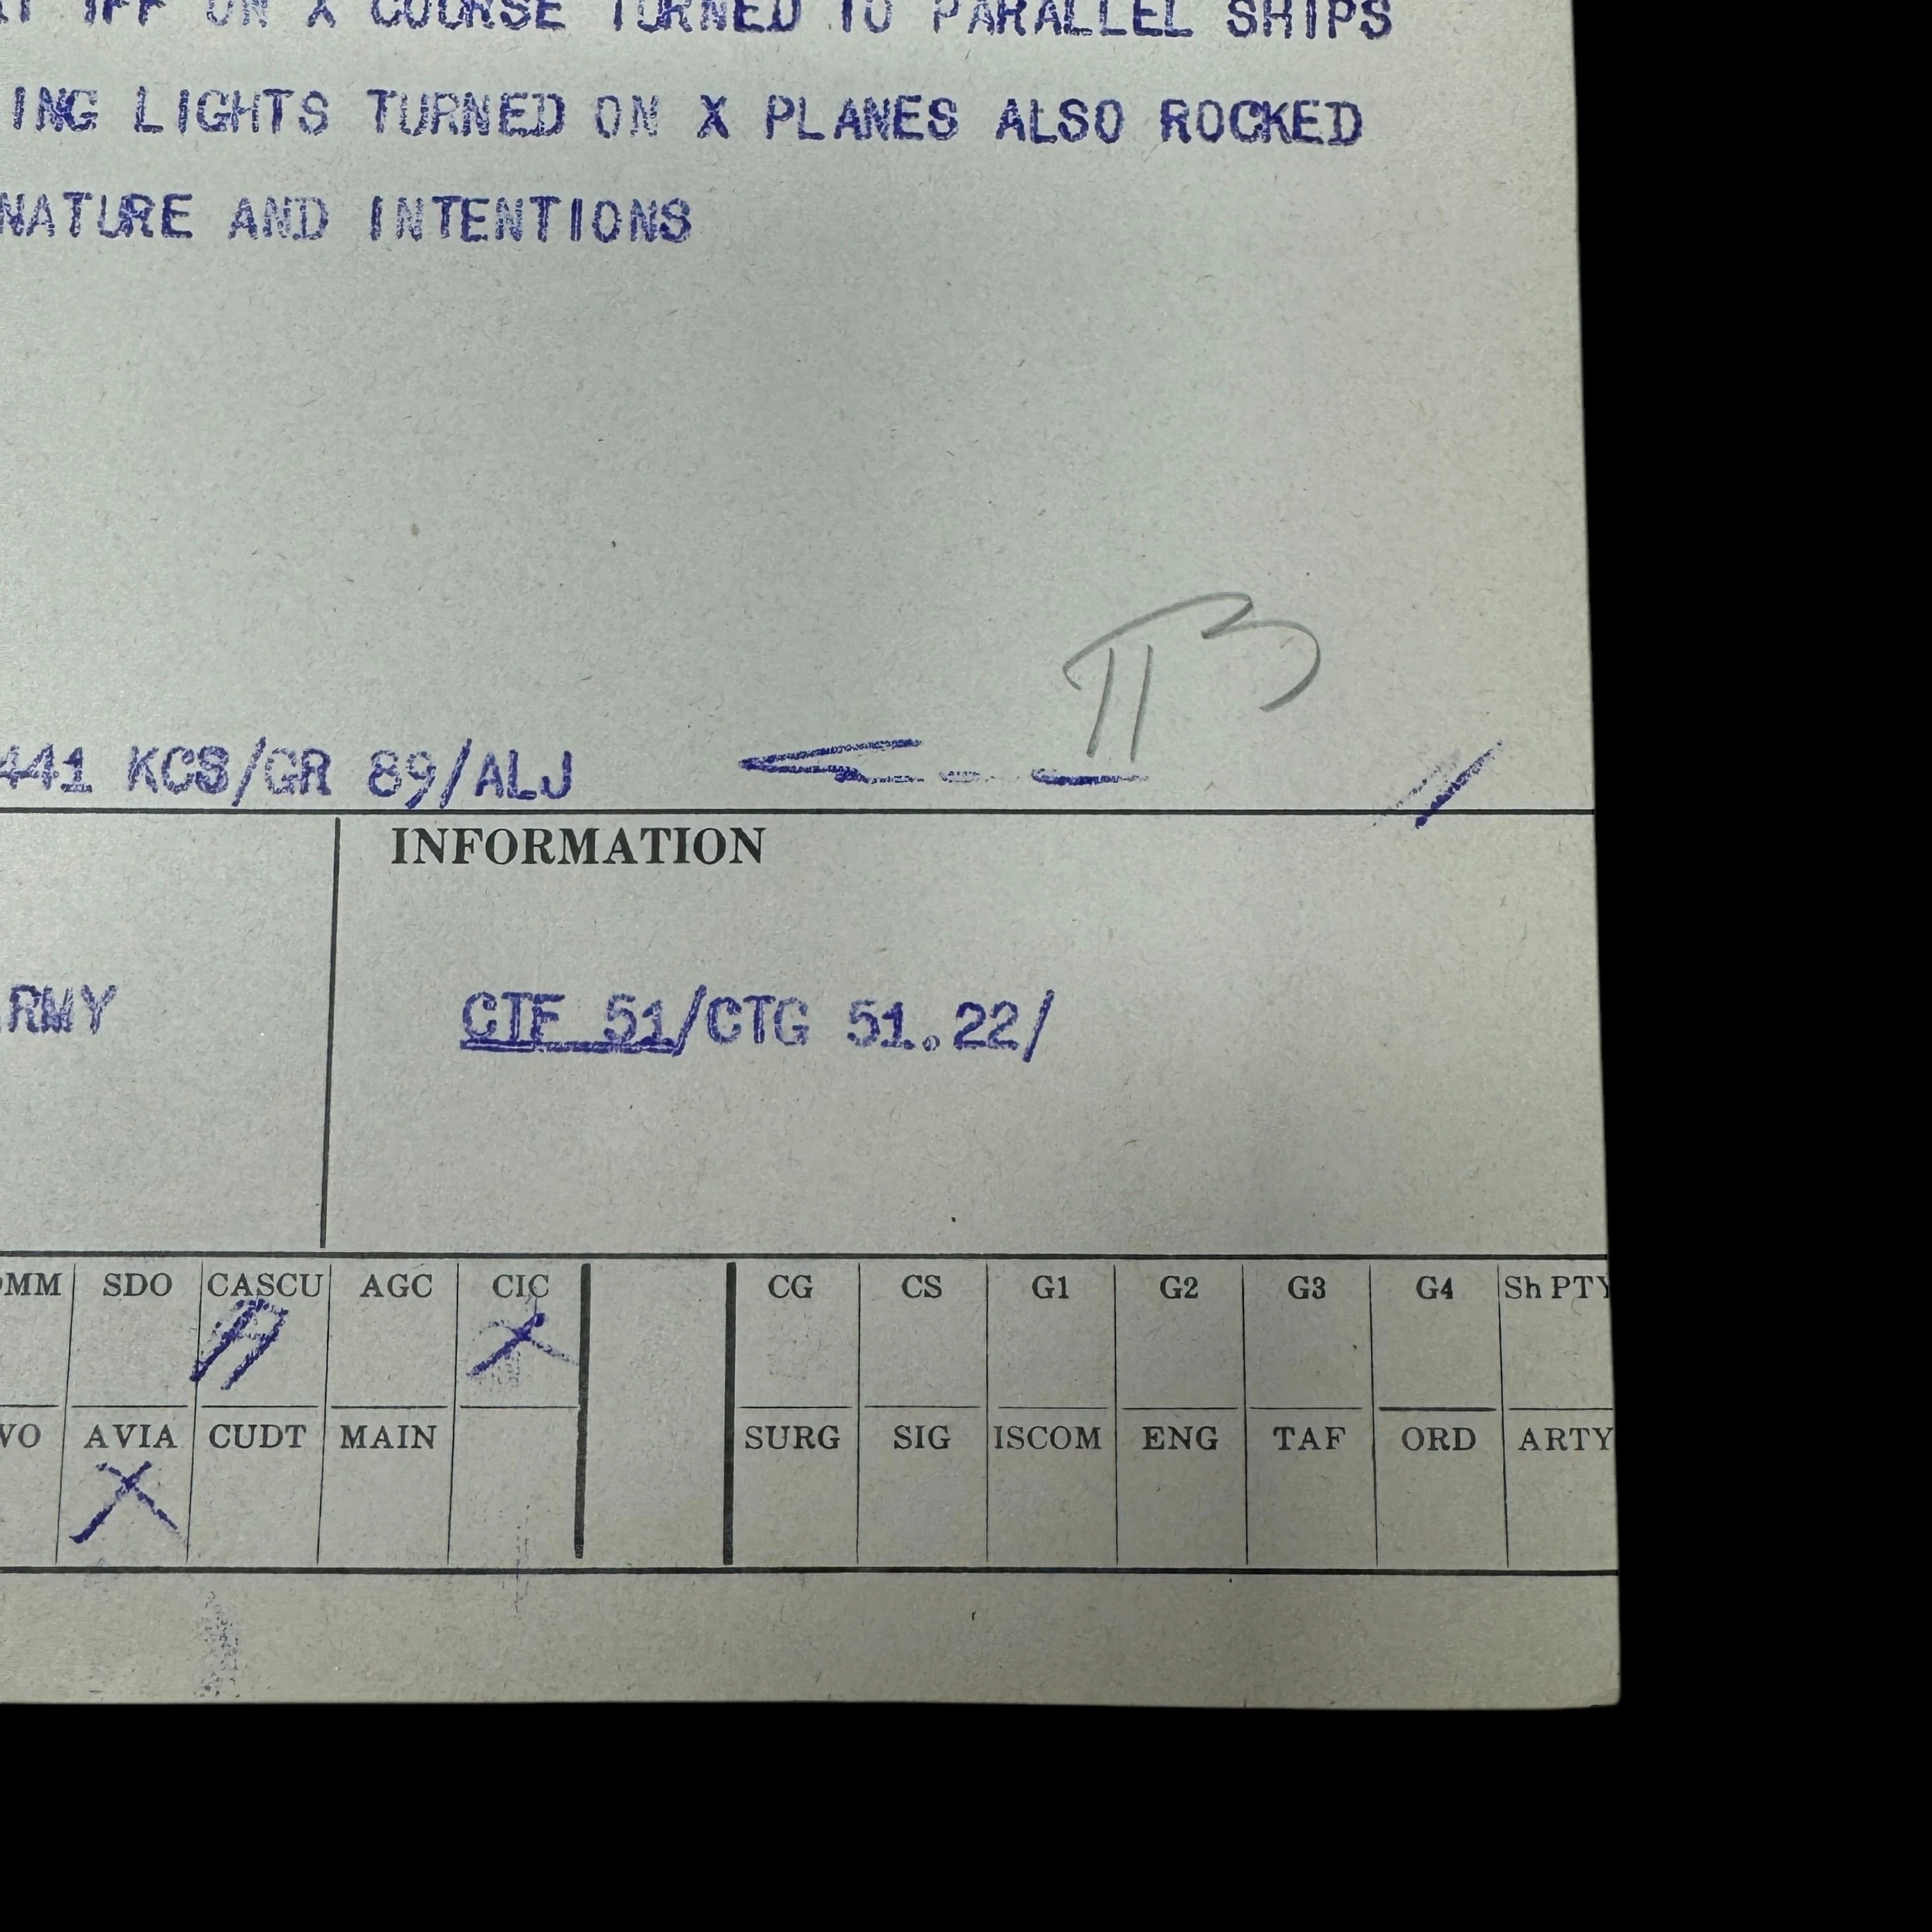 IFF ON X COURSE TURNED TO PARALLEL SHIPS
ING LIGHTS TURNED ON X PLANES ALSO ROCKED
NATURE AND INTENTIONS
441 KCS/GR 89/ALJ
INFORMATION
RMY CTF 51/CTG 51.22/
OMM SDO CASCU AGC CIC CG CS G1 G2 G3 G4 Sh PTY
VO AVIA CUDT MAIN SURG SIG ISCOM ENG TAF ORD ARTY
X X